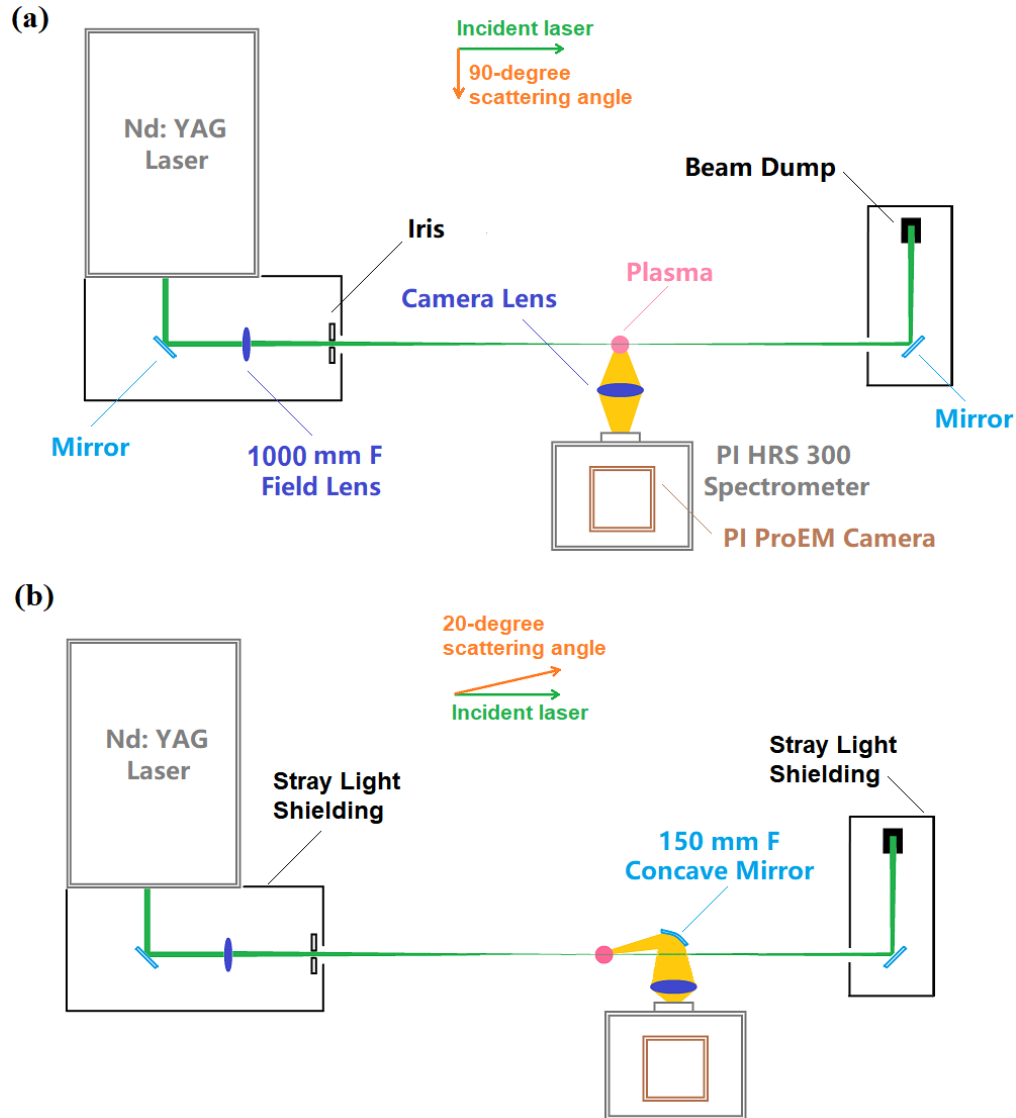 (a)
Incident laser
90-degree
scattering angle
Nd: YAG
Laser
Beam Dump
Iris
Plasma
Camera Lens
Mirror
Mirror
1000 mm F
Field Lens
PI HRS 300
Spectrometer
PI ProEM Camera
(b)
20-degree
scattering angle
Incident laser
Nd: YAG
Laser
Stray Light
Shielding
Stray Light
Shielding
150 mm F
Concave Mirror